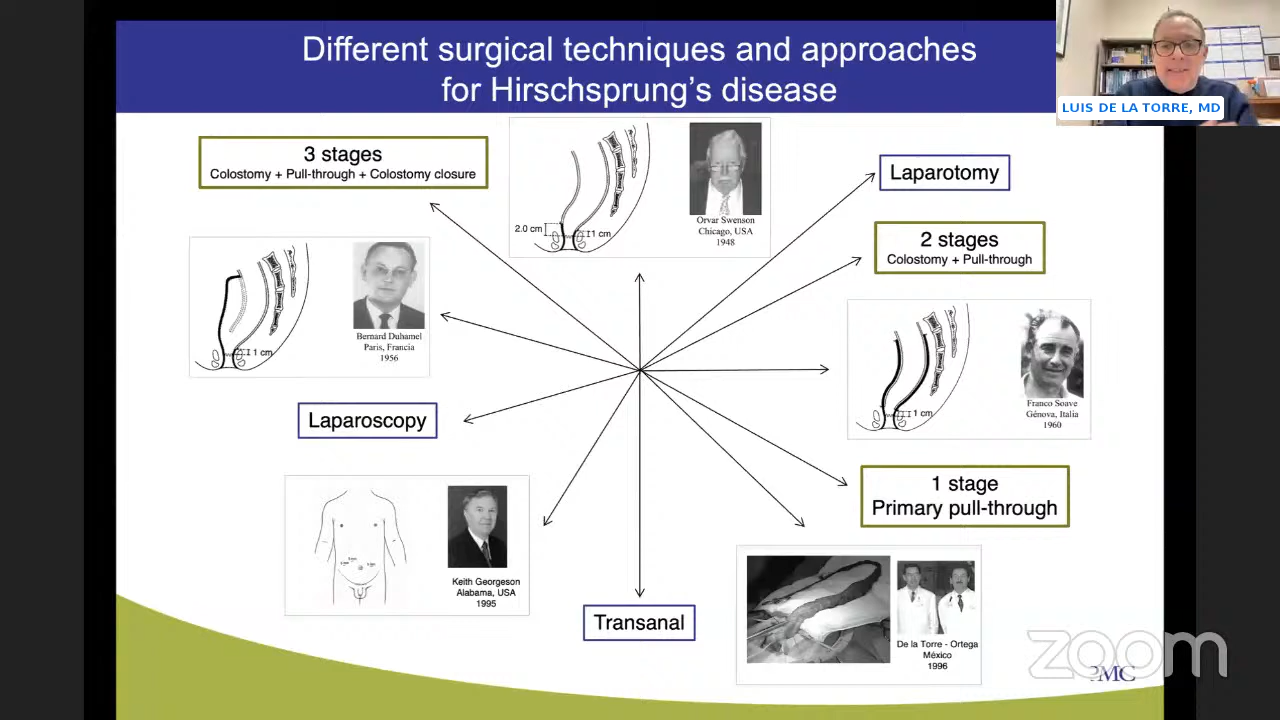 Different surgical techniques and approaches
for Hirschsprung's disease
LUIS DE LA TORRE, MD
3 stages
Colostomy + Pull-through + Colostomy closure
2.0 cm
1 cm
Orvar Swenson
Chicago, USA
1948
Laparotomy
2 stages
Colostomy + Pull-through
1 cm
Bernard Duhamel
Paris, Francia
1956
1 cm
Franco Soave
Génova, Italia
1960
Laparoscopy
1 stage
Primary pull-through
Keith Georgeson
Alabama, USA
1995
Transanal
De la Torre - Ortega
México
1996
zoom
PMC